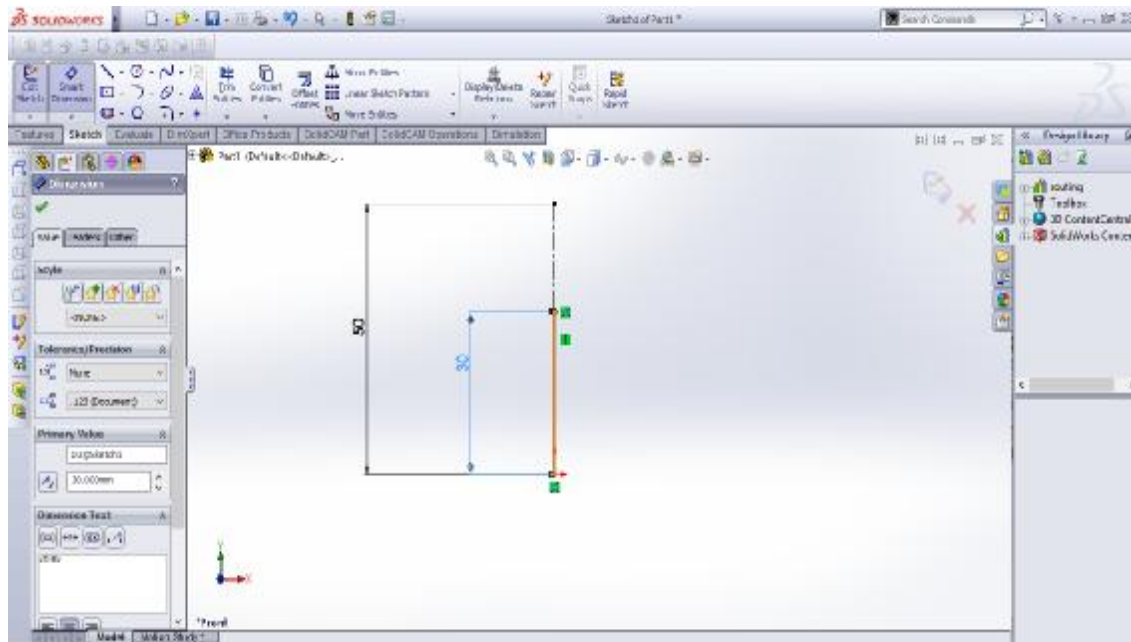 SOLIDWORKS
Sketch6 of Part1 *
Search Commands
Exit Sketch
Smart Dimension
Trim Entities
Convert Entities
Offset Entities
Mirror Entities
Linear Sketch Pattern
Move Entities
Display/Delete Relations
Repair Sketch
Quick Snaps
Rapid Sketch
Features Sketch Evaluate DimXpert Office Products SolidCAM Part SolidCAM Operations Simulation
Part1 (Default<<Default>_...
Design Library
routing
Toolbox
3D ContentCentral
SolidWorks Conten
Dimension ?
Value Leaders Other
Style
<NONE>
Tolerance/Precision
None
.123 (Document)
Primary Value
30.000mm
Dimension Text
50
30
Y
X
*Front
Model Motion Study 1